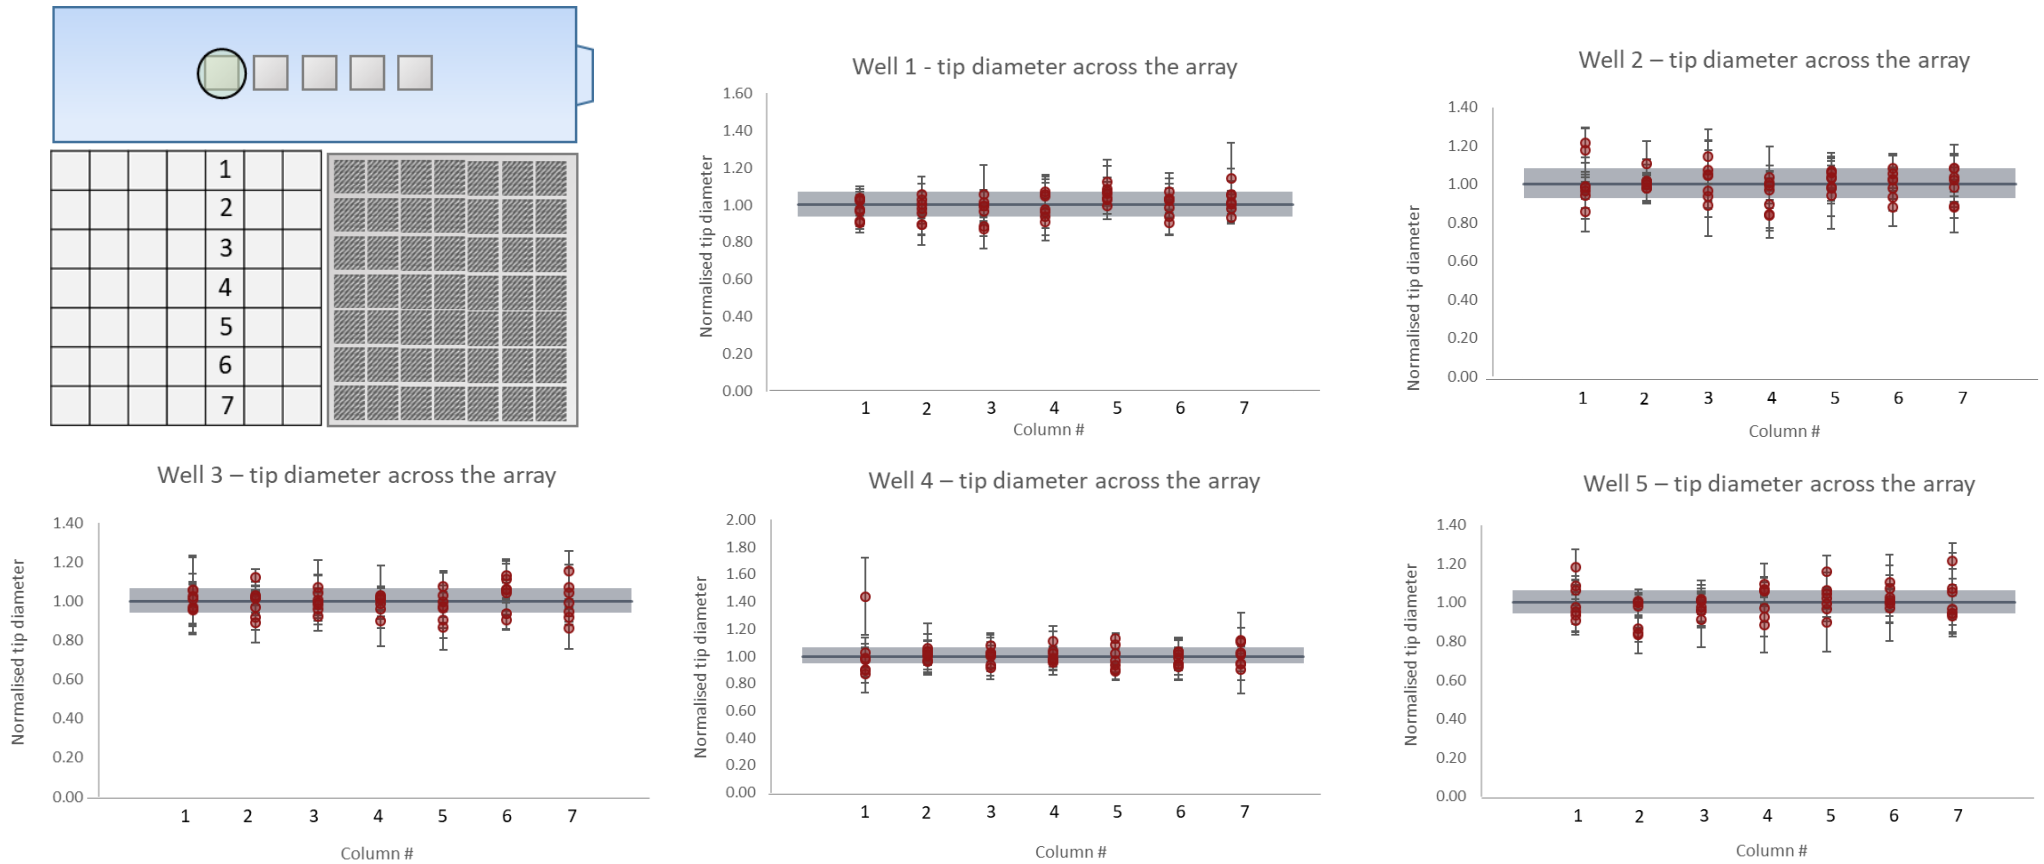 1
2
3
4
5
6
7
Well 1 - tip diameter across the array
Normalised tip diameter
1.60
1.40
1.20
1.00
0.80
0.60
0.40
0.20
0.00
1 2 3 4 5 6 7
Column #
Well 2 – tip diameter across the array
Normalised tip diameter
1.40
1.20
1.00
0.80
0.60
0.40
0.20
0.00
1 2 3 4 5 6 7
Column #
Well 3 – tip diameter across the array
Normalised tip diameter
1.40
1.20
1.00
0.80
0.60
0.40
0.20
0.00
1 2 3 4 5 6 7
Column #
Well 4 – tip diameter across the array
Normalised tip diameter
2.00
1.80
1.60
1.40
1.20
1.00
0.80
0.60
0.40
0.20
0.00
1 2 3 4 5 6 7
Column #
Well 5 – tip diameter across the array
Normalised tip diameter
1.40
1.20
1.00
0.80
0.60
0.40
0.20
0.00
1 2 3 4 5 6 7
Column #